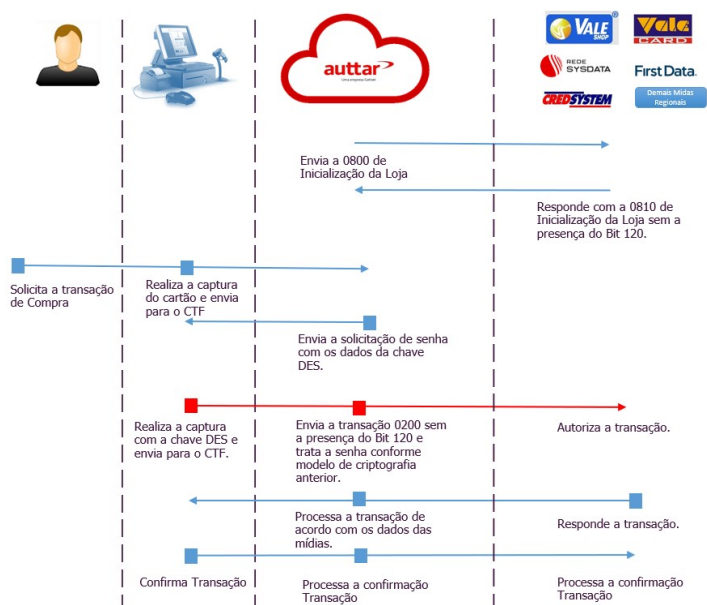 VALE
SHOP
Vale
CARD
auttar
Uma empresa Getnet
REDE
SYSDATA
First Data.
CREDSYSTEM
Demais Mídas
Regionais
Envia a 0800 de
Inicialização da Loja
Responde com a 0810 de
Inicialização da Loja sem a
presença do Bit 120.
Solicita a transação
de Compra
Realiza a captura
do cartão e envia
para o CTF
Envia a solicitação de senha
com os dados da chave
DES.
Realiza a captura
com a chave DES e
envia para o CTF.
Envia a transação 0200 sem
a presença do Bit 120 e
trata a senha conforme
modelo de criptografia
anterior.
Autoriza a transação.
Processa a transação de
acordo com os dados das
mídias.
Responde a transação.
Confirma Transação
Processa a confirmação
Transação
Processa a confirmação
Transação